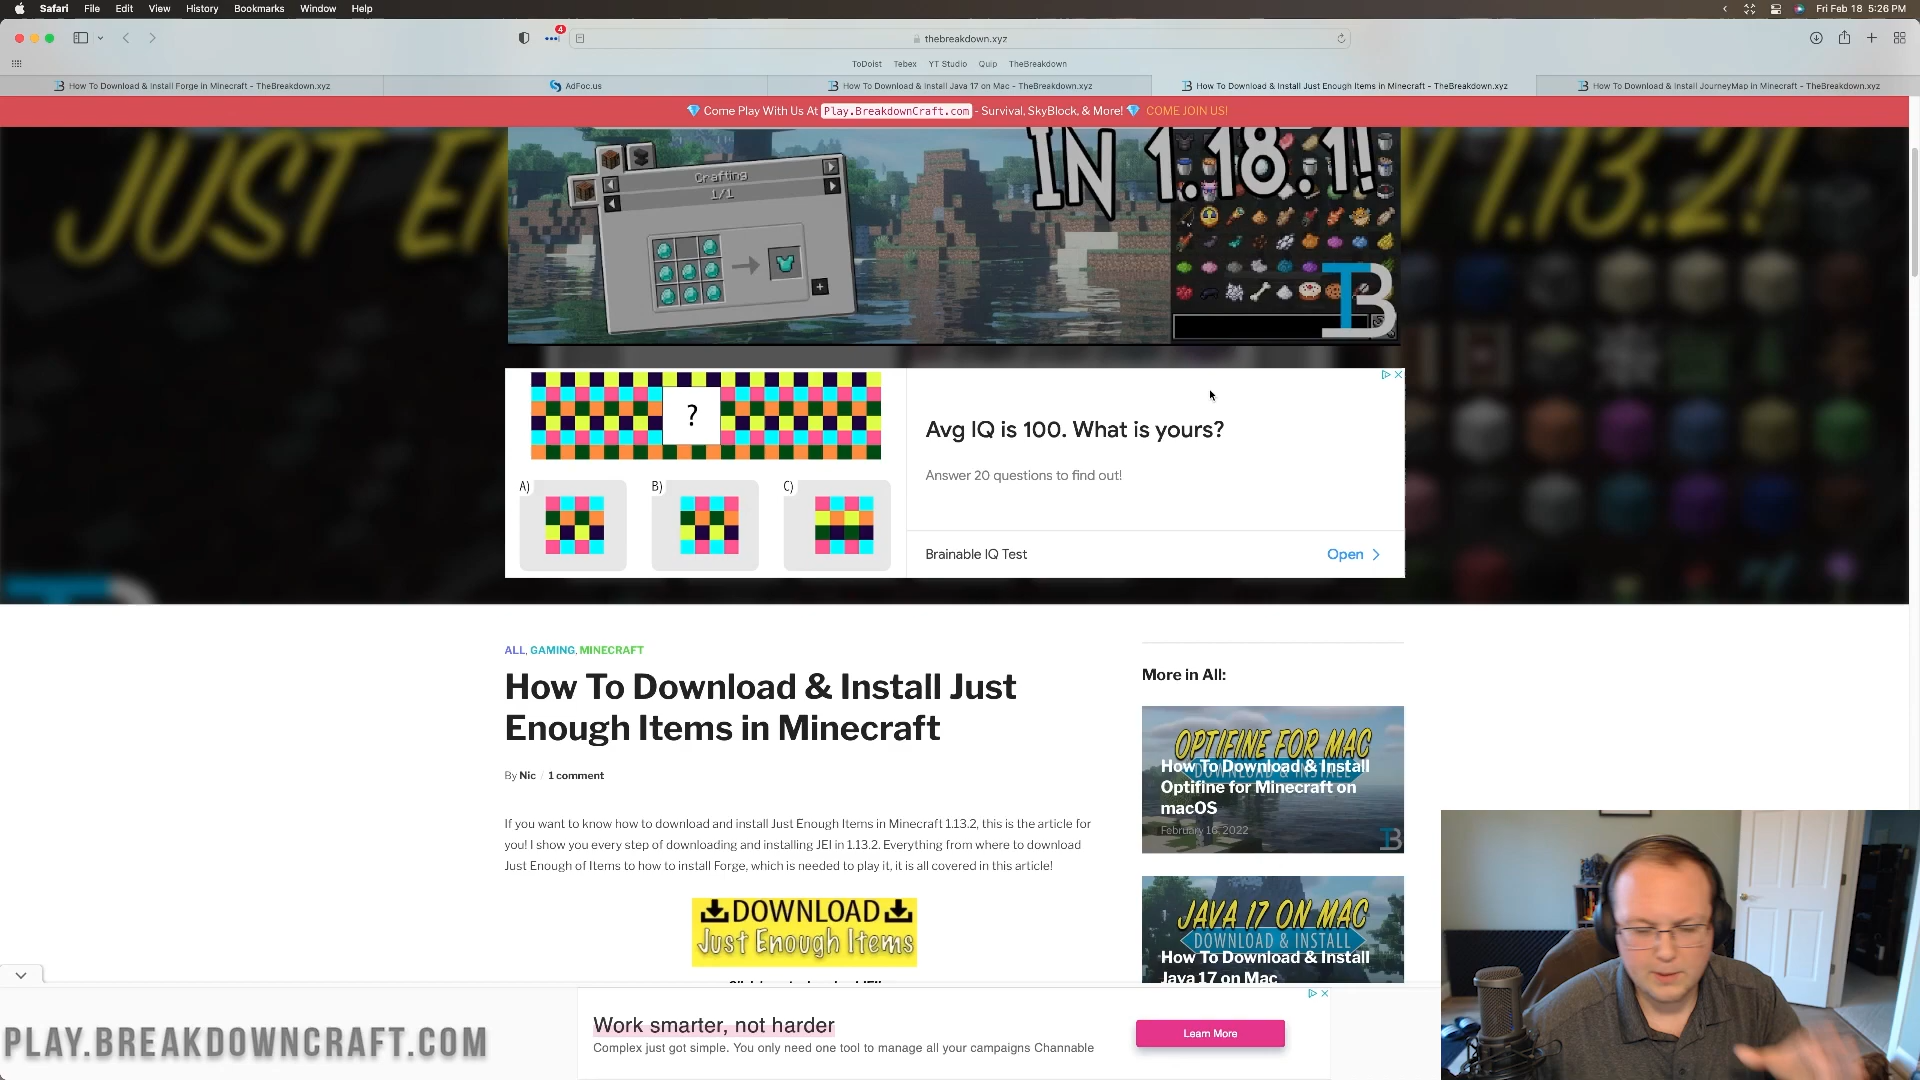 Safari File Edit View History Bookmarks Window Help
Fri Feb 18 5:26 PM
4
thebreakdown.xyz
ToDoist Tebex YT Studio Quip TheBreakdown
How To Download & Install Forge in Minecraft - TheBreakdown.xyz
AdFoc.us
How To Download & Install Java 17 on Mac - TheBreakdown.xyz
How To Download & Install Just Enough Items in Minecraft - TheBreakdown.xyz
How To Download & Install JourneyMap in Minecraft - TheBreakdown.xyz
Come Play With Us At Play.BreakdownCraft.com - Survival, SkyBlock, & More! COME JOIN US!
JUST EN
IN 1.18.1!
1.13.2!
Crafting
1/1
TB
?
A) B) C)
Avg IQ is 100. What is yours?
Answer 20 questions to find out!
Brainable IQ Test
Open
ALL, GAMING, MINECRAFT
How To Download & Install Just
Enough Items in Minecraft
By Nic / 1 comment
If you want to know how to download and install Just Enough Items in Minecraft 1.13.2, this is the article for
you! I show you every step of downloading and installing JEI in 1.13.2. Everything from where to download
Just Enough of Items to how to install Forge, which is needed to play it, it is all covered in this article!
DOWNLOAD
Just Enough Items
More in All:
OPTIFINE FOR MAC
DOWNLOAD & INSTALL
How To Download & Install
Optifine for Minecraft on
macOS
February 16, 2022
TB
JAVA 17 ON MAC
DOWNLOAD & INSTALL
How To Download & Install
Java 17 on Mac
Work smarter, not harder
Complex just got simple. You only need one tool to manage all your campaigns Channable
Learn More
PLAY.BREAKDOWNCRAFT.COM